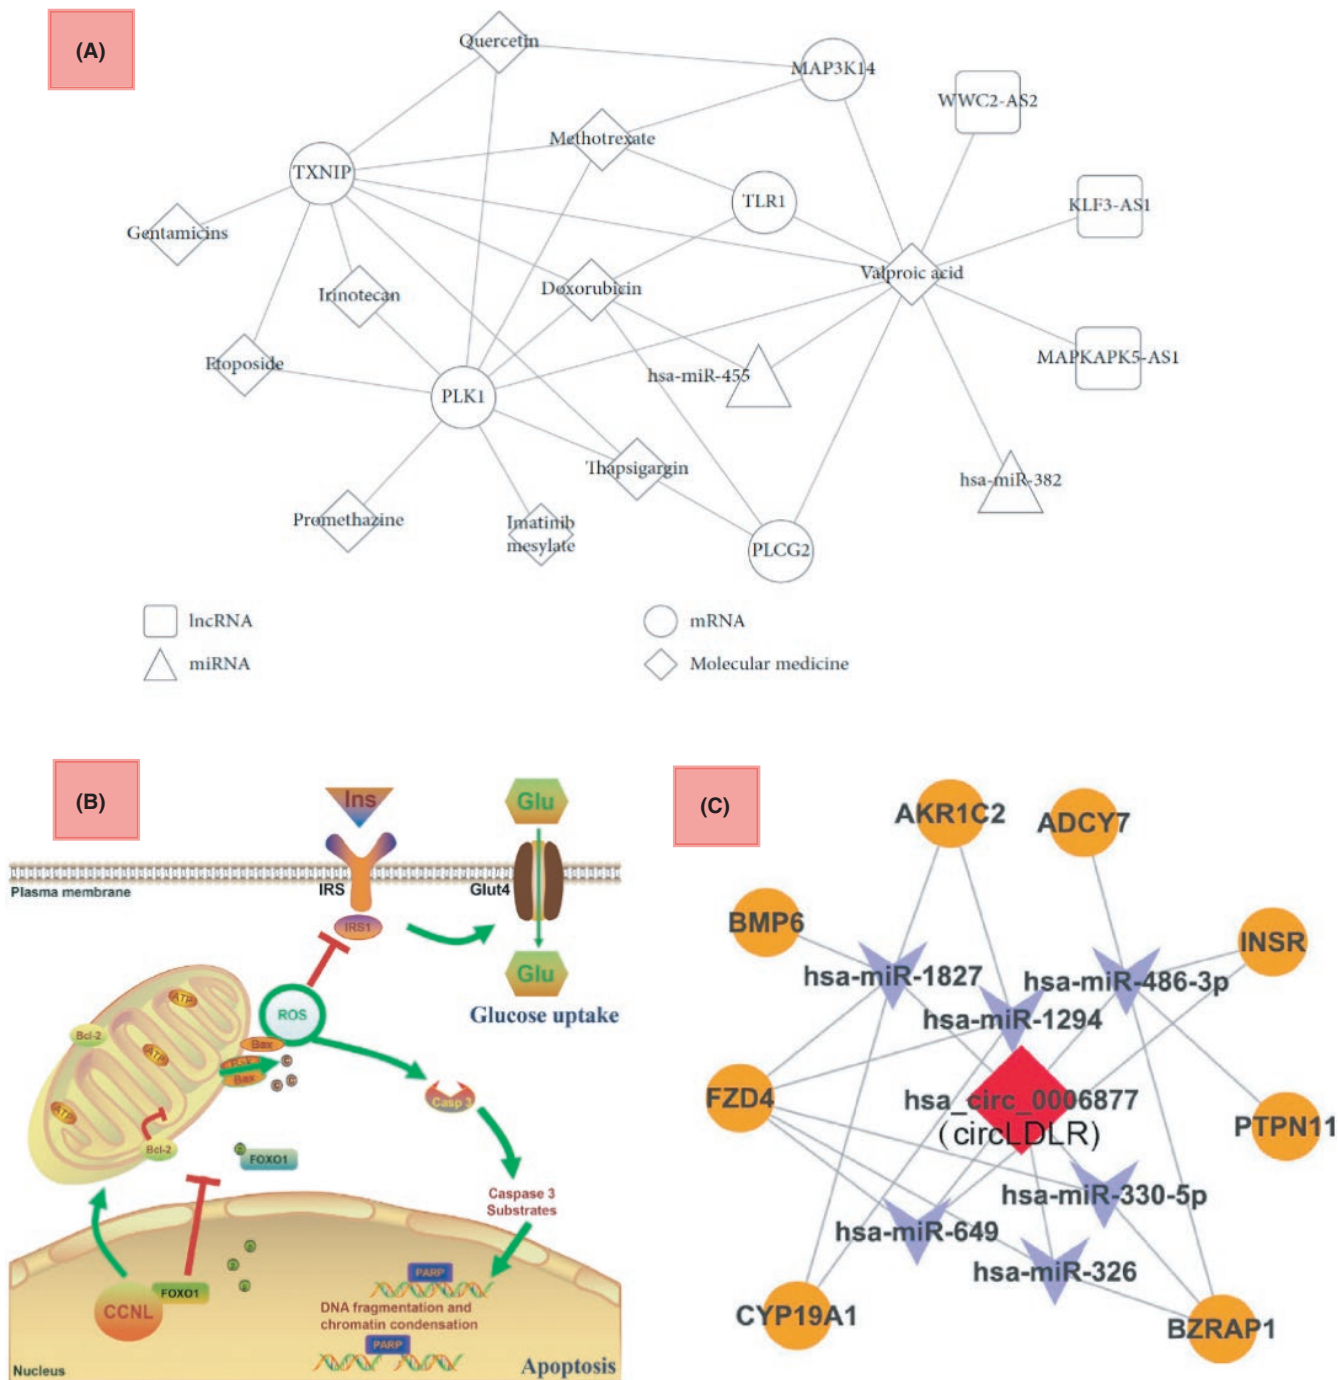 (A)
Quercetin
MAP3K14
WWC2-AS2
Methotrexate
TXNIP
TLR1
KLF3-AS1
Gentamicins
Valproic acid
Irinotecan
Doxorubicin
Etoposide
hsa-miR-455
MAPKAPK5-AS1
PLK1
Thapsigargin
hsa-miR-382
Promethazine
Imatinib
mesylate
PLCG2
lncRNA
mRNA
miRNA
Molecular medicine
(B)
Ins
Glu
Plasma membrane
IRS
Glut4
IRS1
Glu
Glucose uptake
ATP
ROS
Bcl-2
Bax
ATP
Bax
C
C
C
ATP
Casp 3
Bcl-2
FOXO1
Caspase 3
Substrates
PARP
CCNL
FOXO1
DNA fragmentation and
chromatin condensation
PARP
Nucleus
Apoptosis
(C)
AKR1C2
ADCY7
BMP6
INSR
hsa-miR-1827
hsa-miR-486-3p
hsa-miR-1294
FZD4
hsa_circ_0006877
(circLDLR)
PTPN11
hsa-miR-330-5p
hsa-miR-649
hsa-miR-326
CYP19A1
BZRAP1